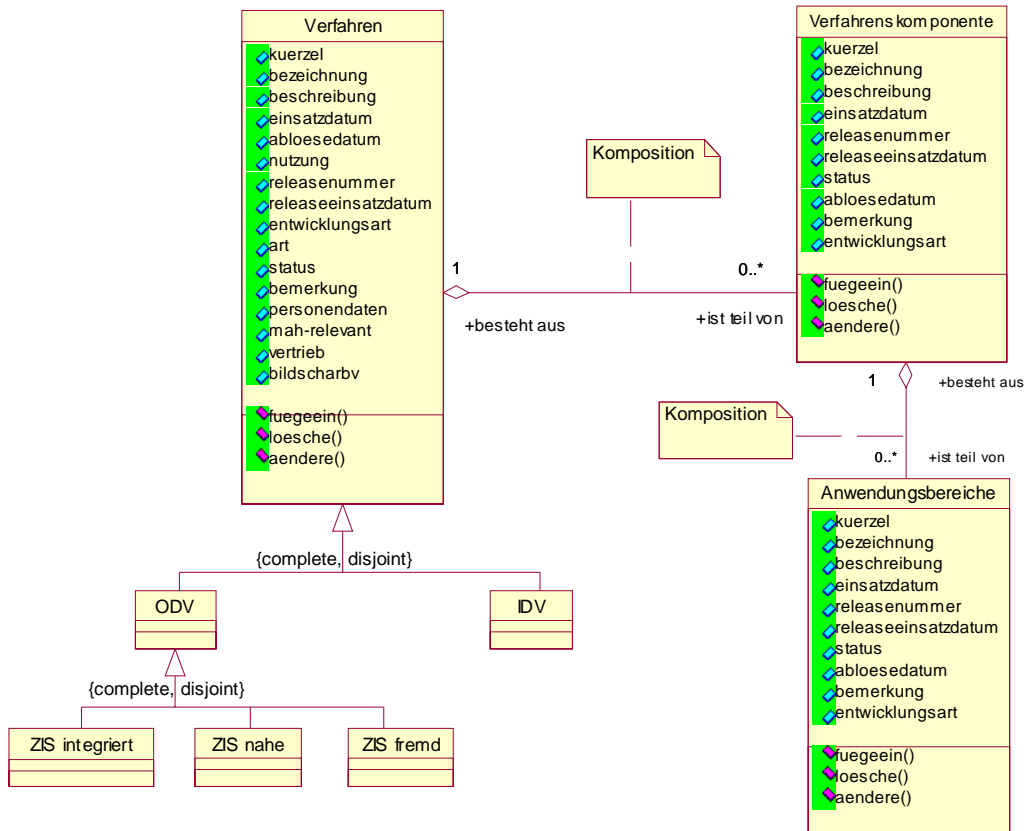 Verfahren
kuerzel
bezeichnung
beschreibung
einsatzdatum
abloesedatum
nutzung
releasenummer
releaseeinsatzdatum
entwicklungsart
art
status
bemerkung
personendaten
mah-relevant
vertrieb
bildscharbv
fuegeein()
loesche()
aendere()
Komposition
1
0..*
+besteht aus
+ist teil von
Verfahrenskomponente
kuerzel
bezeichnung
beschreibung
einsatzdatum
releasenummer
releaseeinsatzdatum
status
abloesedatum
bemerkung
entwicklungsart
fuegeein()
loesche()
aendere()
1
+besteht aus
Komposition
0..*
+ist teil von
Anwendungsbereiche
kuerzel
bezeichnung
beschreibung
einsatzdatum
releasenummer
releaseeinsatzdatum
status
abloesedatum
bemerkung
entwicklungsart
fuegeein()
loesche()
aendere()
{complete, disjoint}
ODV
IDV
{complete, disjoint}
ZIS integriert
ZIS nahe
ZIS fremd